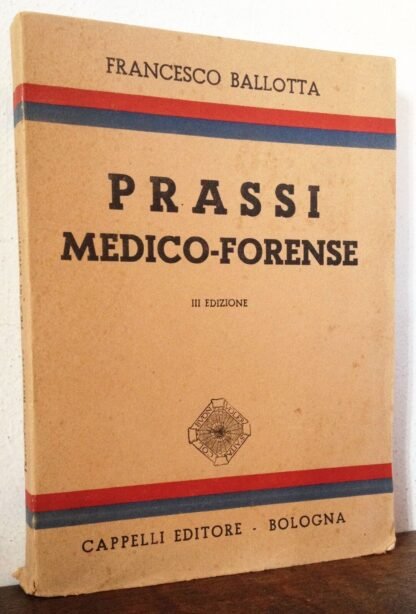 FRANCESCO BALLOTTA
PRASSI
MEDICO-FORENSE
III EDIZIONE
CAPPELLI EDITORE - BOLOGNA